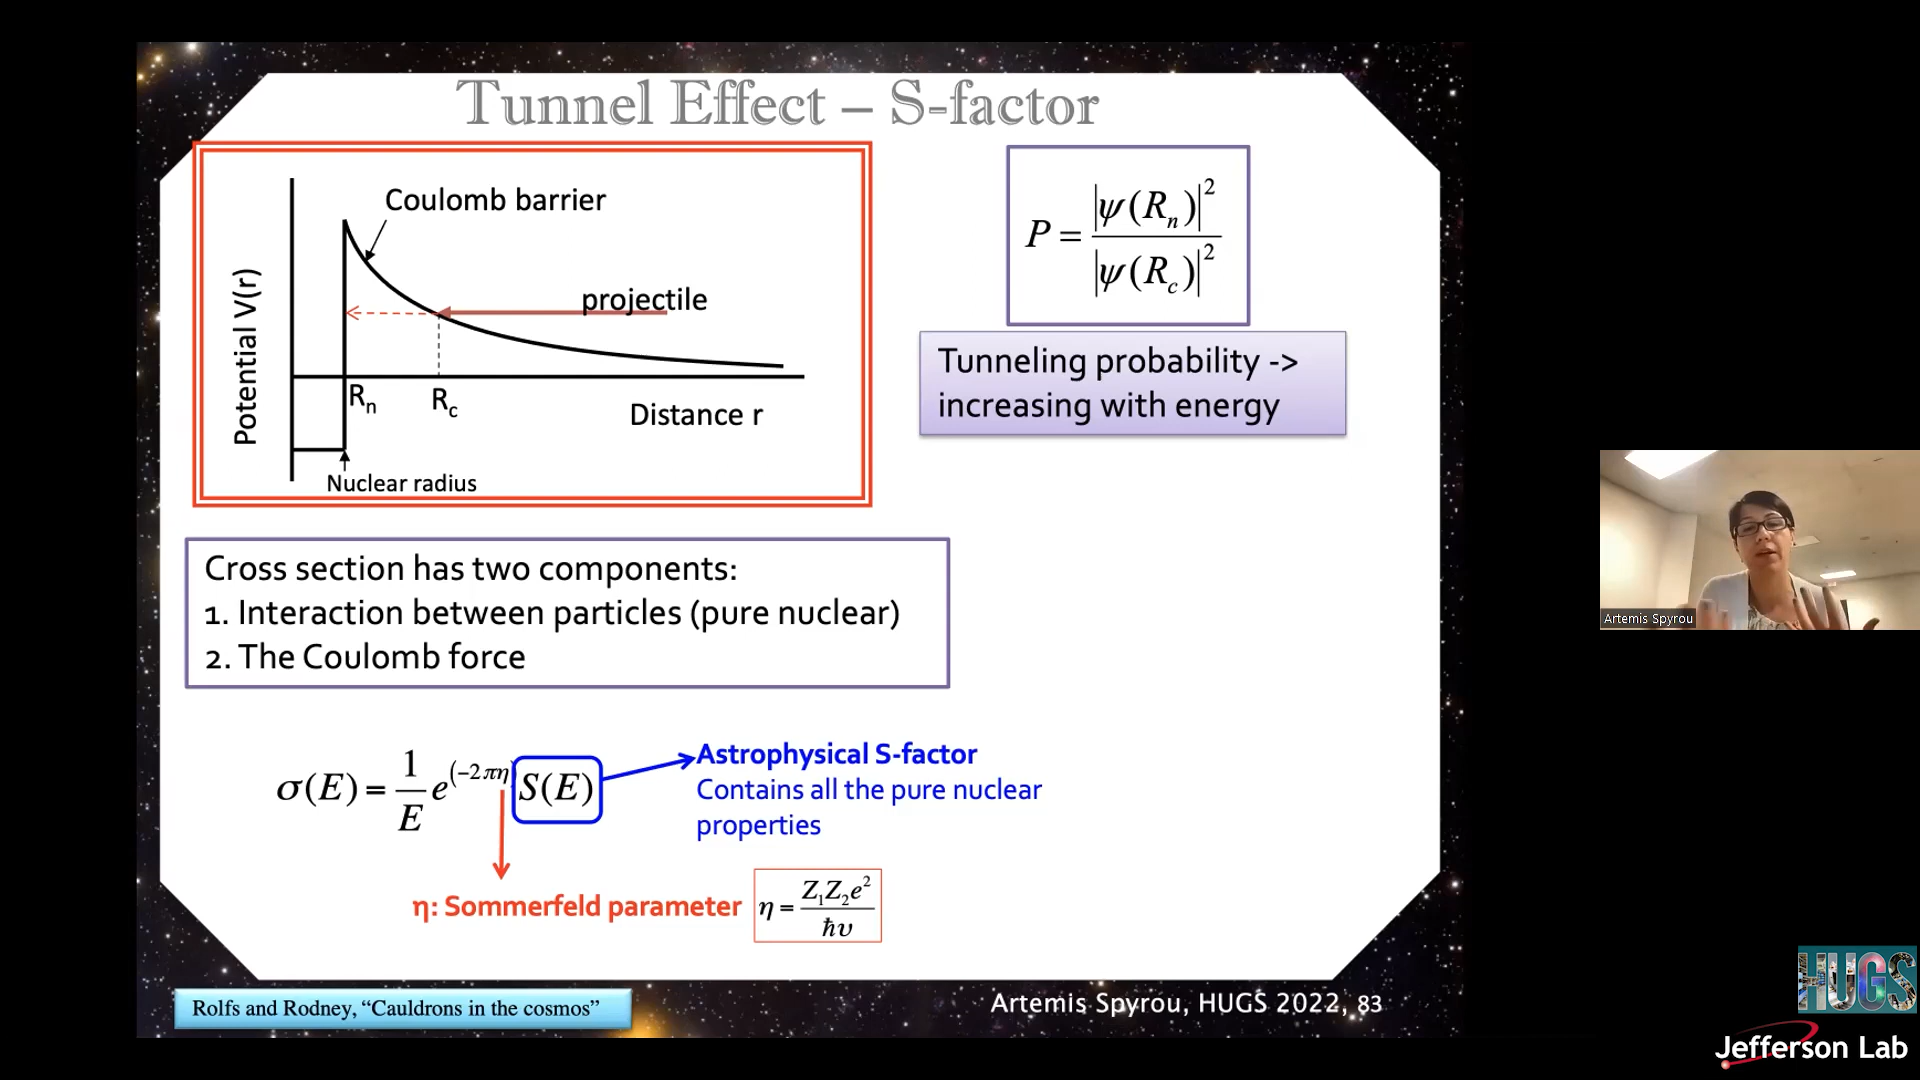 Tunnel Effect – S-factor
Coulomb barrier
projectile
Potential V(r)
Rn
Rc
Distance r
Nuclear radius
P = |ψ(Rn)|² / |ψ(Rc)|²
Tunneling probability ->
increasing with energy
Cross section has two components:
1. Interaction between particles (pure nuclear)
2. The Coulomb force
σ(E) = 1/E e^(−2πη) S(E)
Astrophysical S-factor
Contains all the pure nuclear
properties
η: Sommerfeld parameter
η = Z₁Z₂e² / ħυ
Rolfs and Rodney, “Cauldrons in the cosmos”
Artemis Spyrou, HUGS 2022, 83
Artemis Spyrou
HUGS
Jefferson Lab